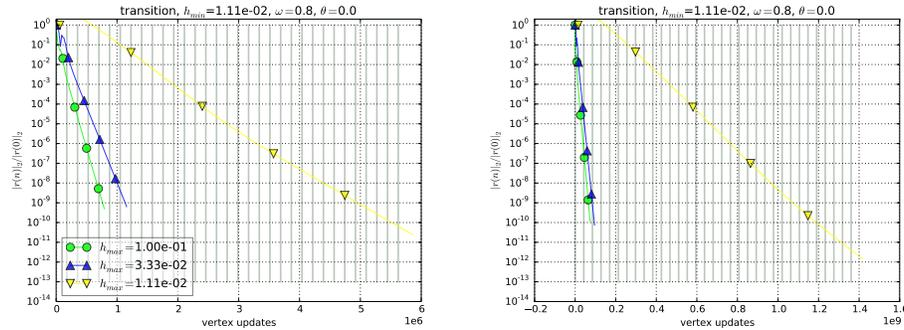 transition, h_min=1.11e-02, ω=0.8, θ=0.0
10^0
10^-1
10^-2
10^-3
10^-4
10^-5
10^-6
10^-7
10^-8
10^-9
10^-10
10^-11
10^-12
10^-13
10^-14
|r(n)|_2/|r(0)|_2
h_max=1.00e-01
h_max=3.33e-02
h_max=1.11e-02
0 1 2 3 4 5 6
1e6
vertex updates
transition, h_min=1.11e-02, ω=0.8, θ=0.0
10^0
10^-1
10^-2
10^-3
10^-4
10^-5
10^-6
10^-7
10^-8
10^-9
10^-10
10^-11
10^-12
10^-13
10^-14
|r(n)|_2/|r(0)|_2
−0.2 0.0 0.2 0.4 0.6 0.8 1.0 1.2 1.4 1.6
1e9
vertex updates